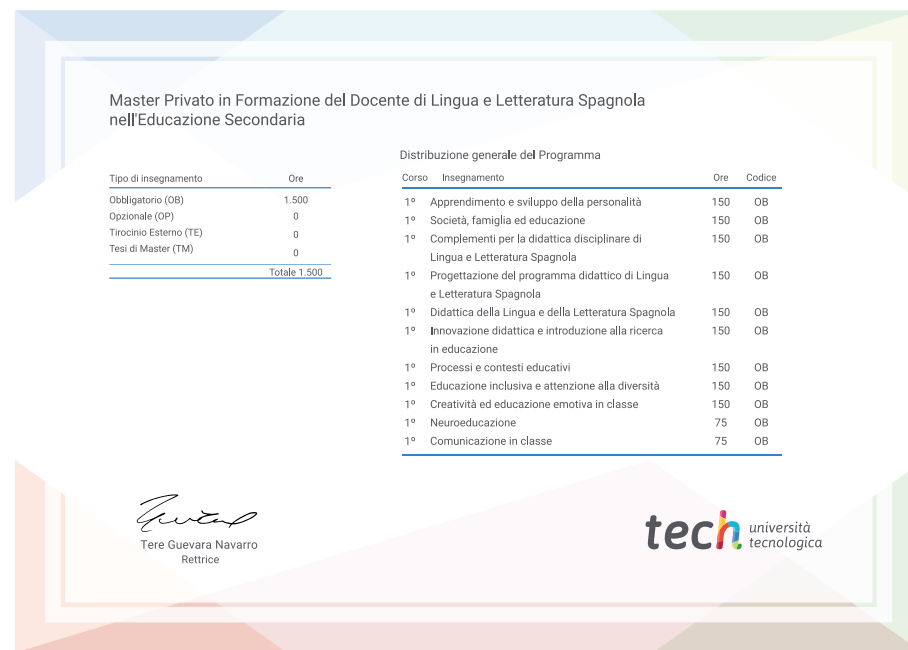 Master Privato in Formazione del Docente di Lingua e Letteratura Spagnola
nell'Educazione Secondaria
Tipo di insegnamento Ore
Obbligatorio (OB) 1.500
Opzionale (OP) 0
Tirocinio Esterno (TE) 0
Tesi di Master (TM) 0
Totale 1.500
Distribuzione generale del Programma
Corso Insegnamento Ore Codice
1º Apprendimento e sviluppo della personalità 150 OB
1º Società, famiglia ed educazione 150 OB
1º Complementi per la didattica disciplinare di 150 OB
Lingua e Letteratura Spagnola
1º Progettazione del programma didattico di Lingua 150 OB
e Letteratura Spagnola
1º Didattica della Lingua e della Letteratura Spagnola 150 OB
1º Innovazione didattica e introduzione alla ricerca 150 OB
in educazione
1º Processi e contesti educativi 150 OB
1º Educazione inclusiva e attenzione alla diversità 150 OB
1º Creatività ed educazione emotiva in classe 150 OB
1º Neuroeducazione 75 OB
1º Comunicazione in classe 75 OB
Tere Guevara Navarro
Rettrice
tech università
tecnologica